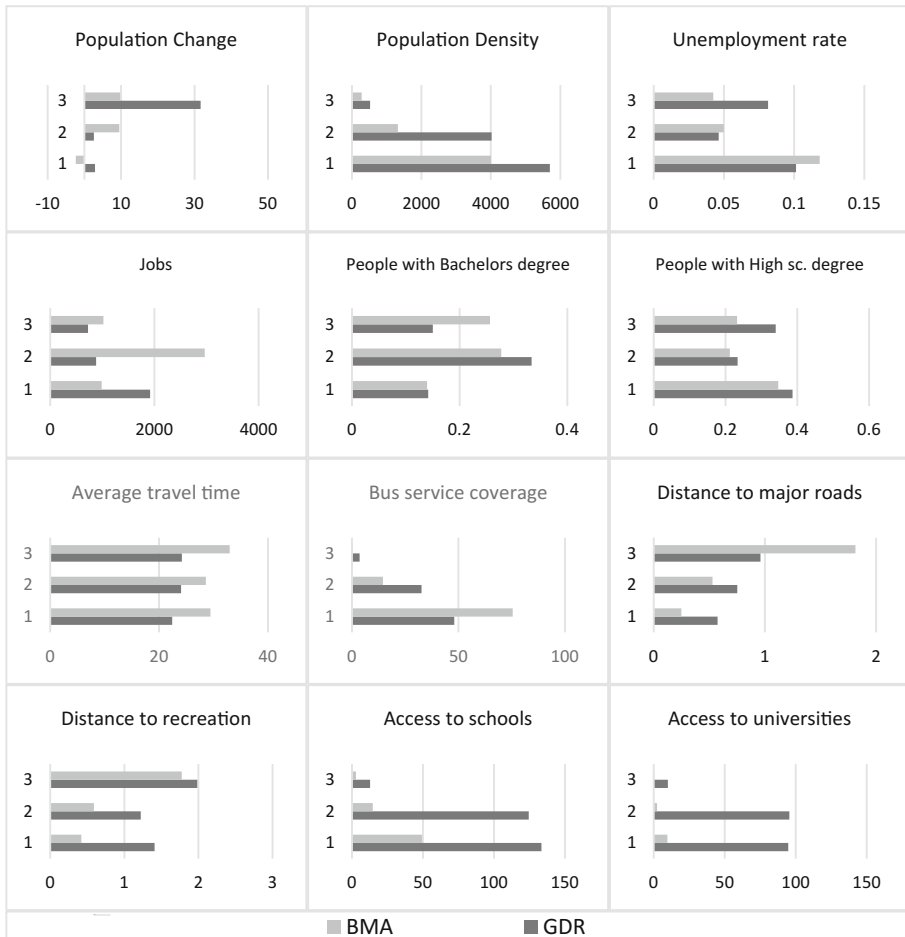 Population Change
3
2
1
-10 10 30 50
Population Density
3
2
1
0 2000 4000 6000
Unemployment rate
3
2
1
0 0.05 0.1 0.15
Jobs
3
2
1
0 2000 4000
People with Bachelors degree
3
2
1
0 0.2 0.4
People with High sc. degree
3
2
1
0 0.2 0.4 0.6
Average travel time
3
2
1
0 20 40
Bus service coverage
3
2
1
0 50 100
Distance to major roads
3
2
1
0 1 2
Distance to recreation
3
2
1
0 1 2 3
Access to schools
3
2
1
0 50 100 150
Access to universities
3
2
1
0 50 100 150
BMA GDR